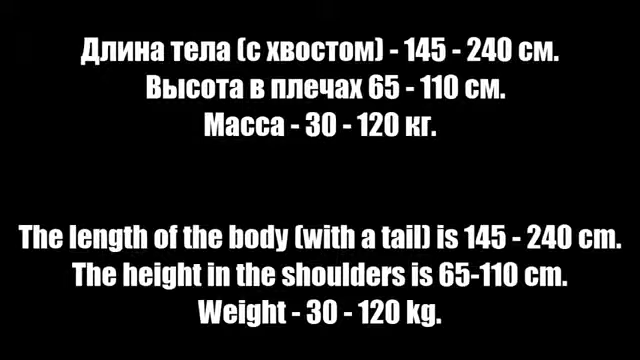 Длина тела (с хвостом) - 145 - 240 см.
Высота в плечах 65 - 110 см.
Масса - 30 - 120 кг.
The length of the body (with a tail) is 145 - 240 cm.
The height in the shoulders is 65-110 cm.
Weight - 30 - 120 kg.